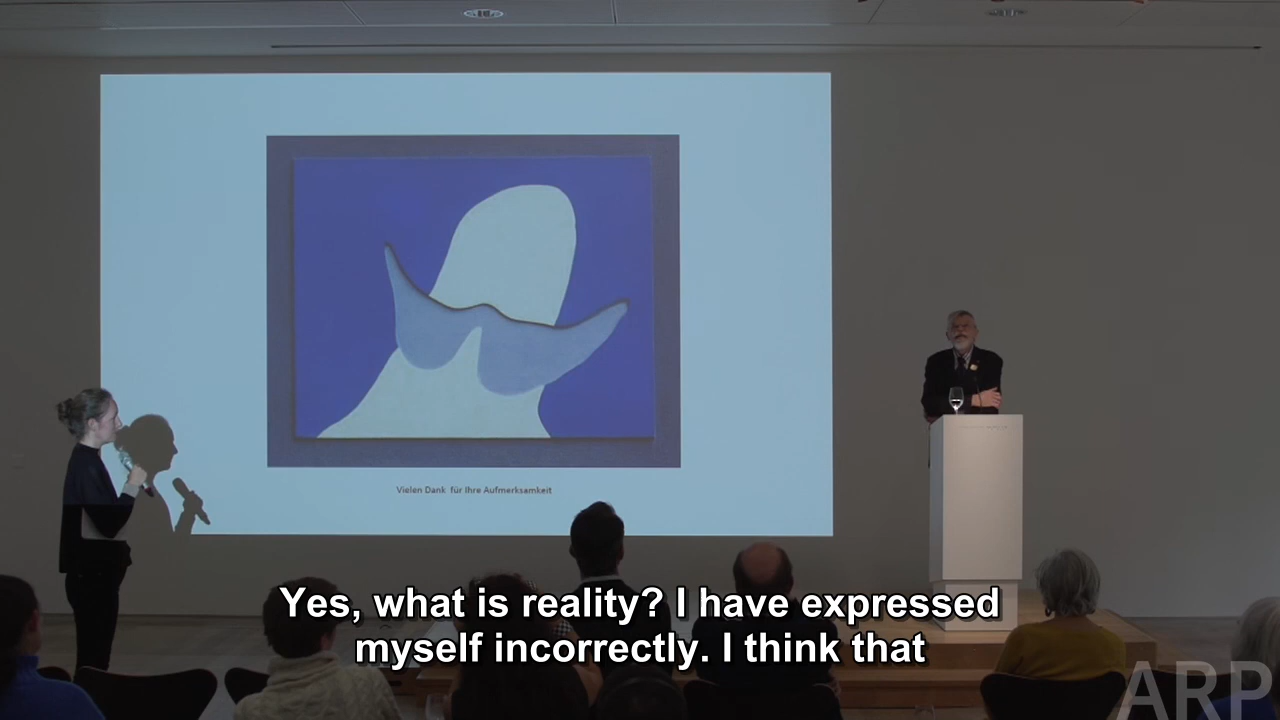 Vielen Dank für Ihre Aufmerksamkeit
Yes, what is reality? I have expressed
myself incorrectly. I think that
ARP